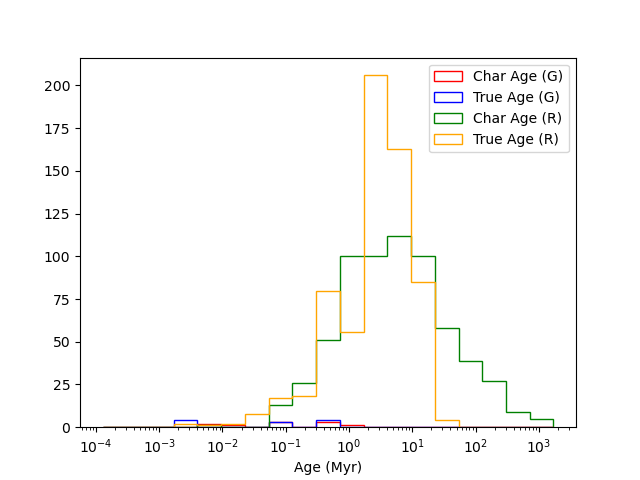 Char Age (G)
True Age (G)
Char Age (R)
True Age (R)
200
175
150
125
100
75
50
25
0
10⁻⁴ 10⁻³ 10⁻² 10⁻¹ 10⁰ 10¹ 10² 10³
Age (Myr)